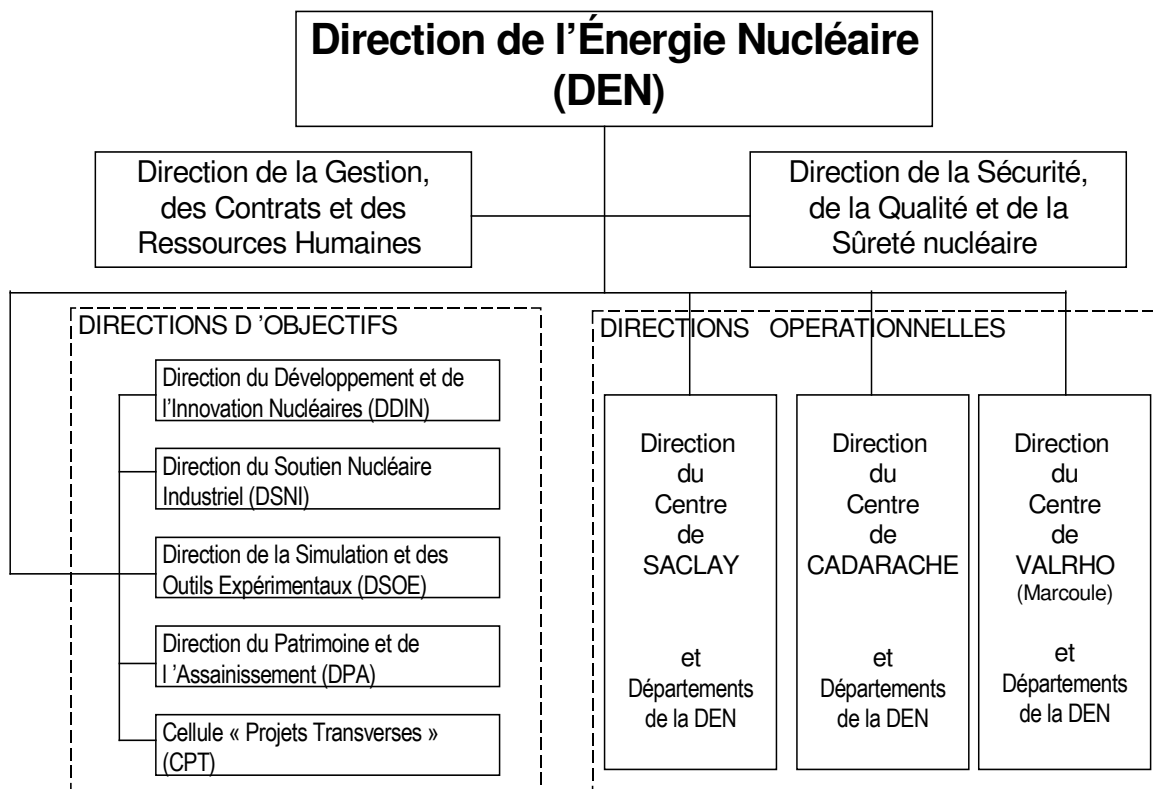 Direction de l’Énergie Nucléaire
(DEN)
Direction de la Gestion,
des Contrats et des
Ressources Humaines
Direction de la Sécurité,
de la Qualité et de la
Sûreté nucléaire
DIRECTIONS D ’OBJECTIFS
Direction du Développement et de
l’Innovation Nucléaires (DDIN)
Direction du Soutien Nucléaire
Industriel (DSNI)
Direction de la Simulation et des
Outils Expérimentaux (DSOE)
Direction du Patrimoine et de
l ’Assainissement (DPA)
Cellule « Projets Transverses »
(CPT)
DIRECTIONS OPERATIONNELLES
Direction
du
Centre
de
SACLAY
et
Départements
de la DEN
Direction
du
Centre
de
CADARACHE
et
Départements
de la DEN
Direction
du
Centre
de
VALRHO
(Marcoule)
et
Départements
de la DEN